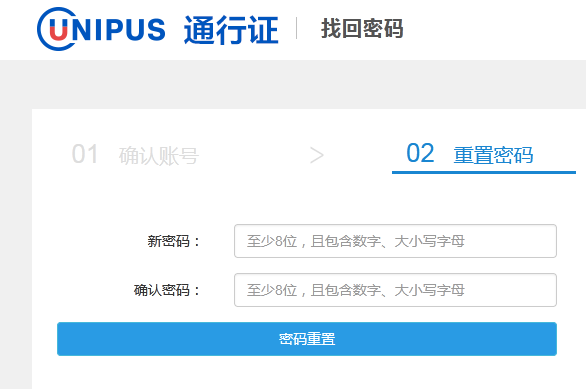 UNIPUS 通行证 找回密码
01 确认账号 > 02 重置密码
新密码： 至少8位，且包含数字、大小写字母
确认密码： 至少8位，且包含数字、大小写字母
密码重置